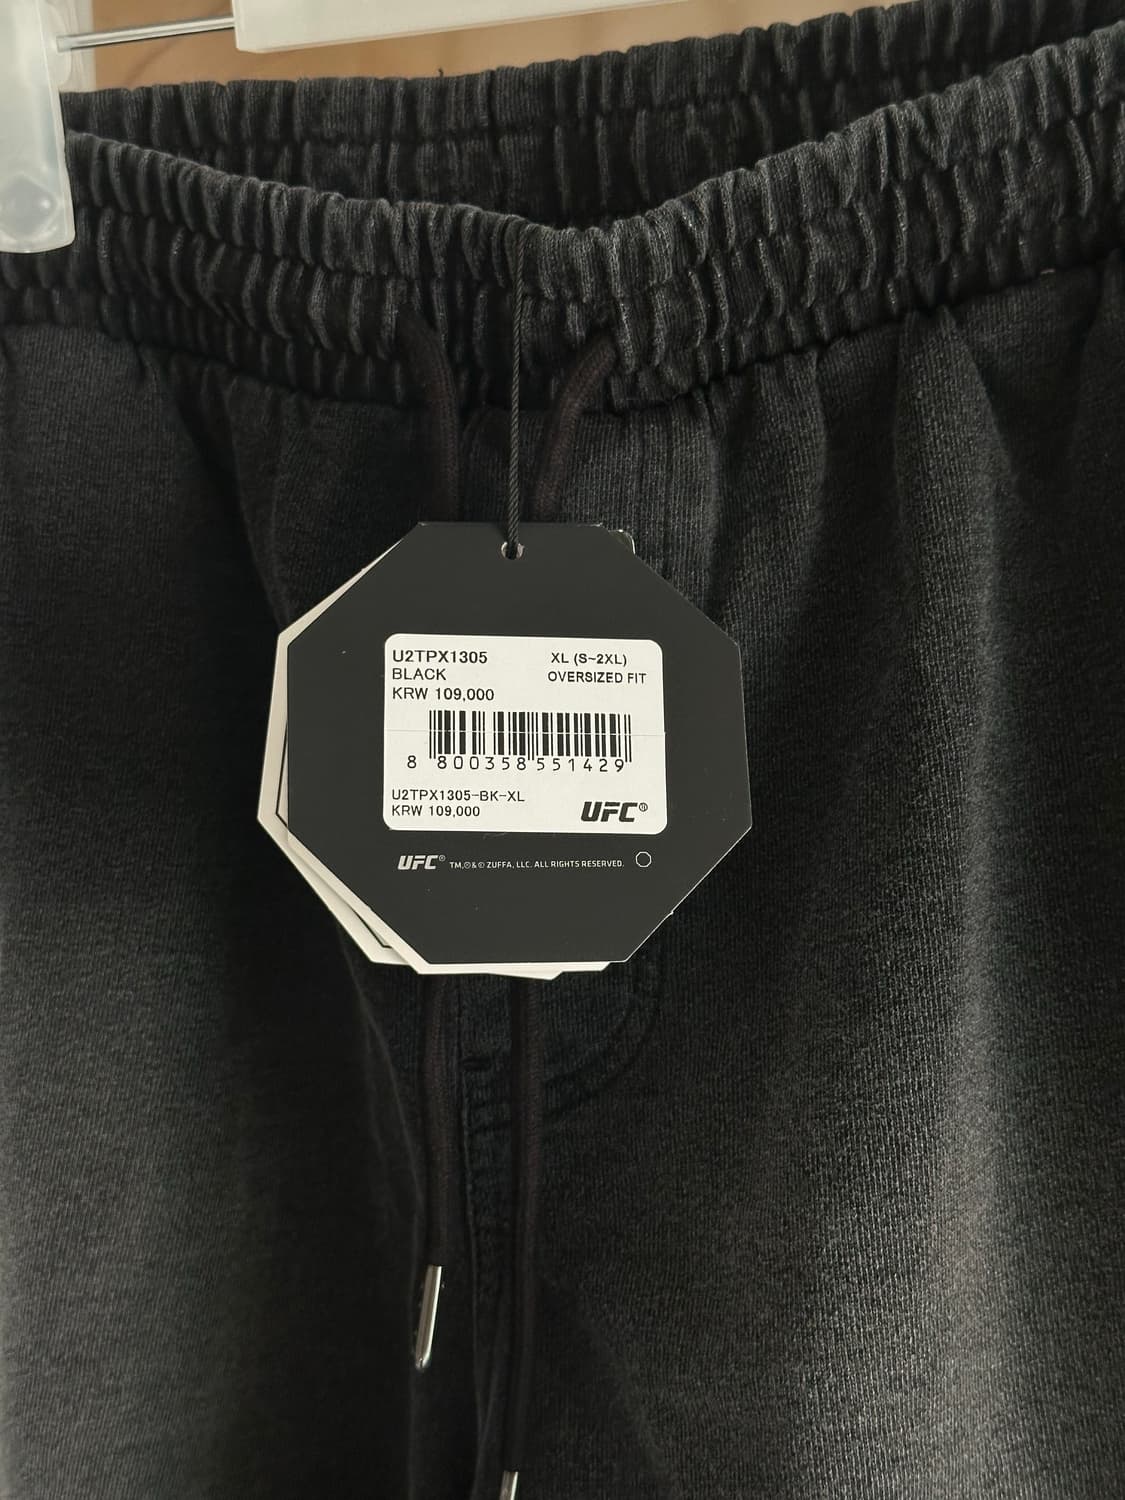 U2TPX1305 XL (S~2XL)
BLACK OVERSIZED FIT
KRW 109,000
8 800358 551429
U2TPX1305-BK-XL
KRW 109,000 UFC®
UFC® TM,®&© ZUFFA, LLC. ALL RIGHTS RESERVED.